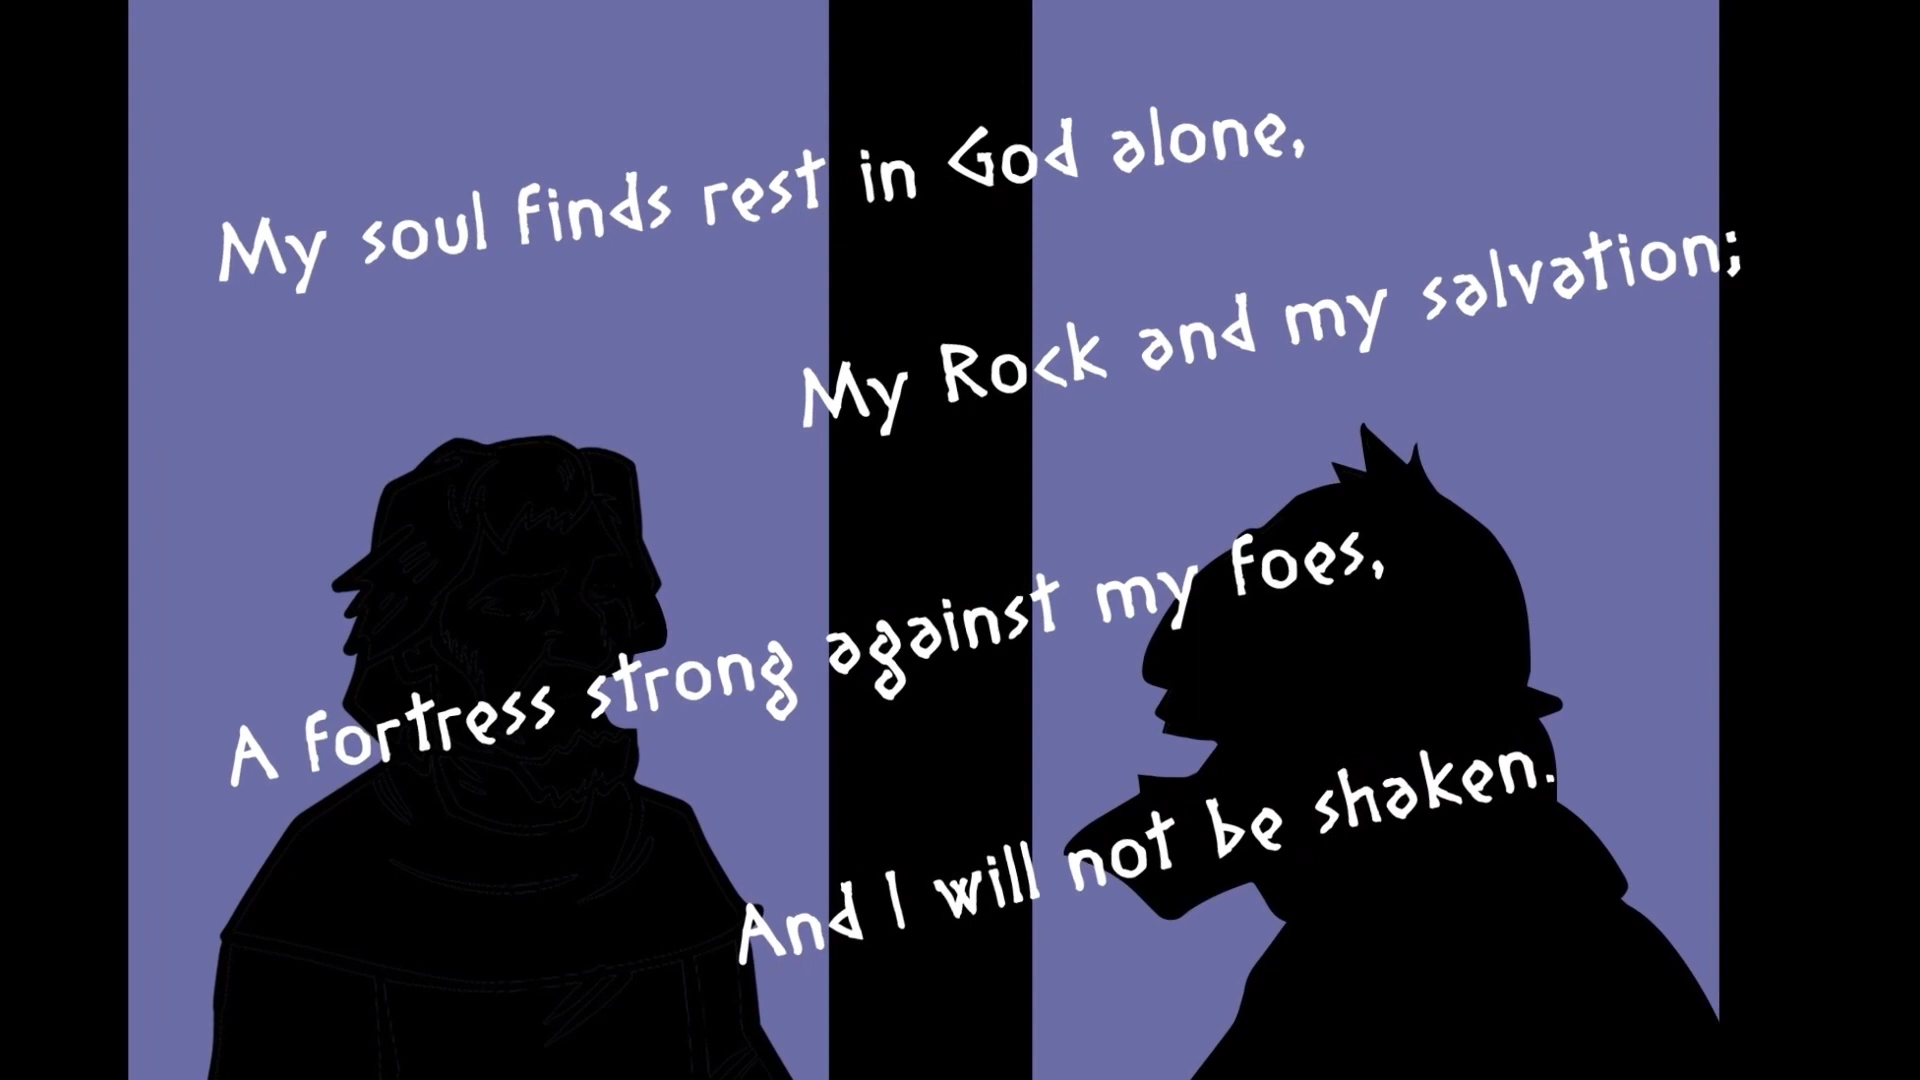 My soul finds rest in God alone,
My Rock and my salvation;
A fortress strong against my foes,
And I will not be shaken.